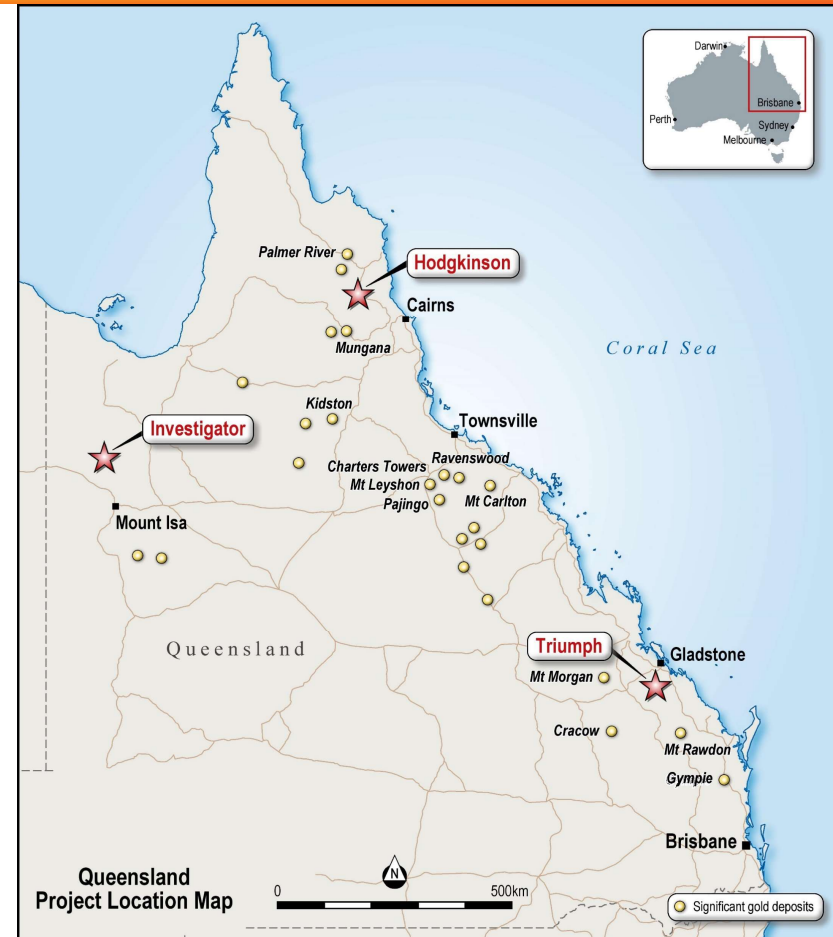 Darwin
Brisbane
Perth
Sydney
Melbourne
Palmer River
Hodgkinson
Cairns
Mungana
Coral Sea
Kidston
Investigator
Townsville
Ravenswood
Charters Towers
Mt Leyshon
Mt Carlton
Pajingo
Mount Isa
Queensland
Triumph
Gladstone
Mt Morgan
Cracow
Mt Rawdon
Gympie
Brisbane
Queensland
Project Location Map
N
0
500km
Significant gold deposits